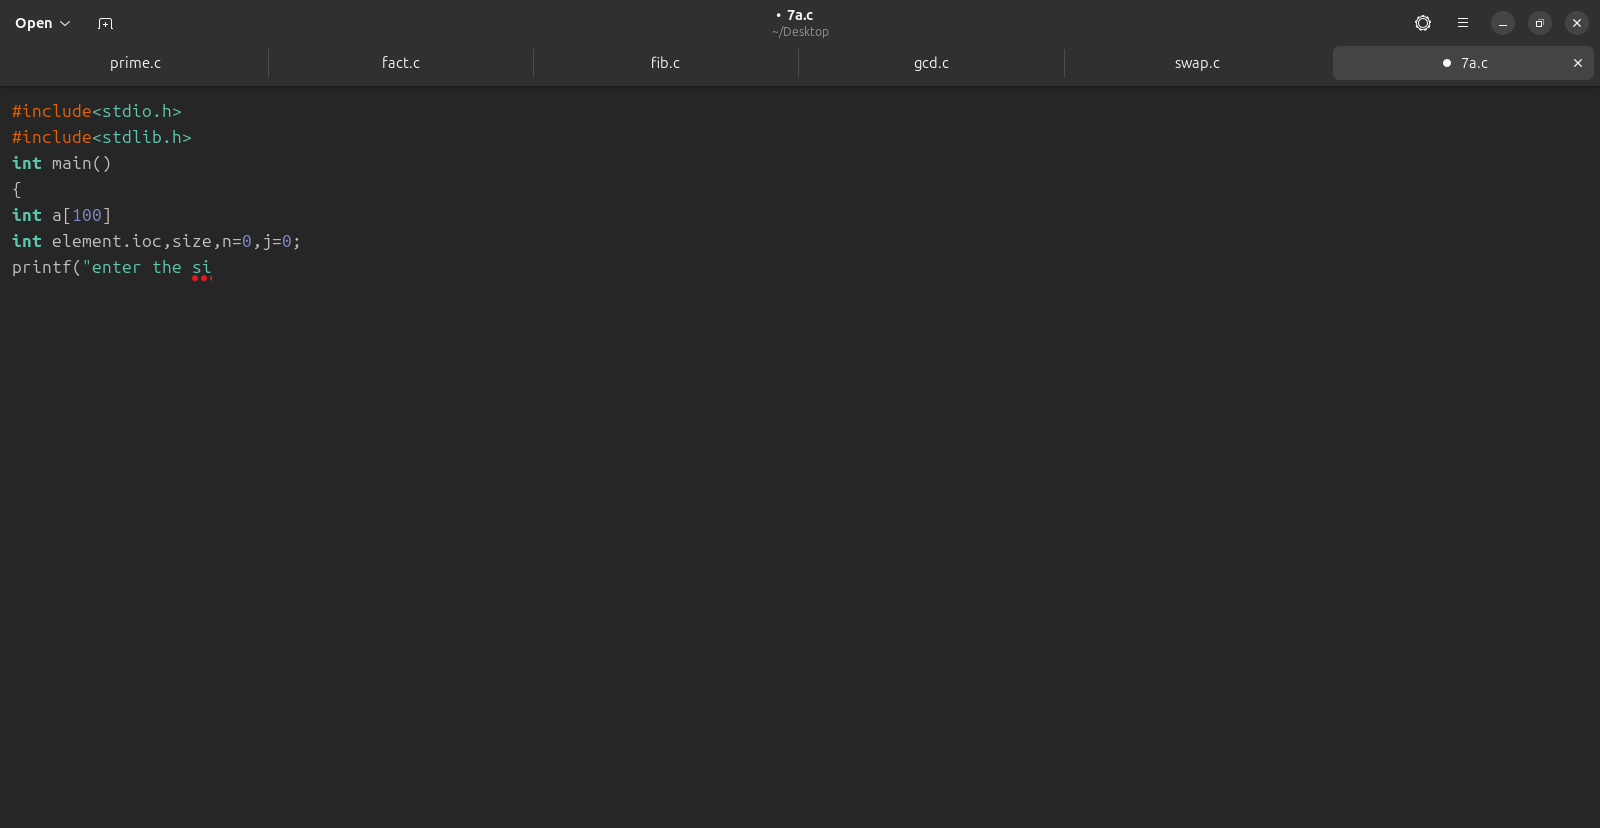 Open
• 7a.c
~/Desktop
prime.c
fact.c
fib.c
gcd.c
swap.c
7a.c
#include<stdio.h>
#include<stdlib.h>
int main()
{
int a[100]
int element.ioc,size,n=0,j=0;
printf("enter the si